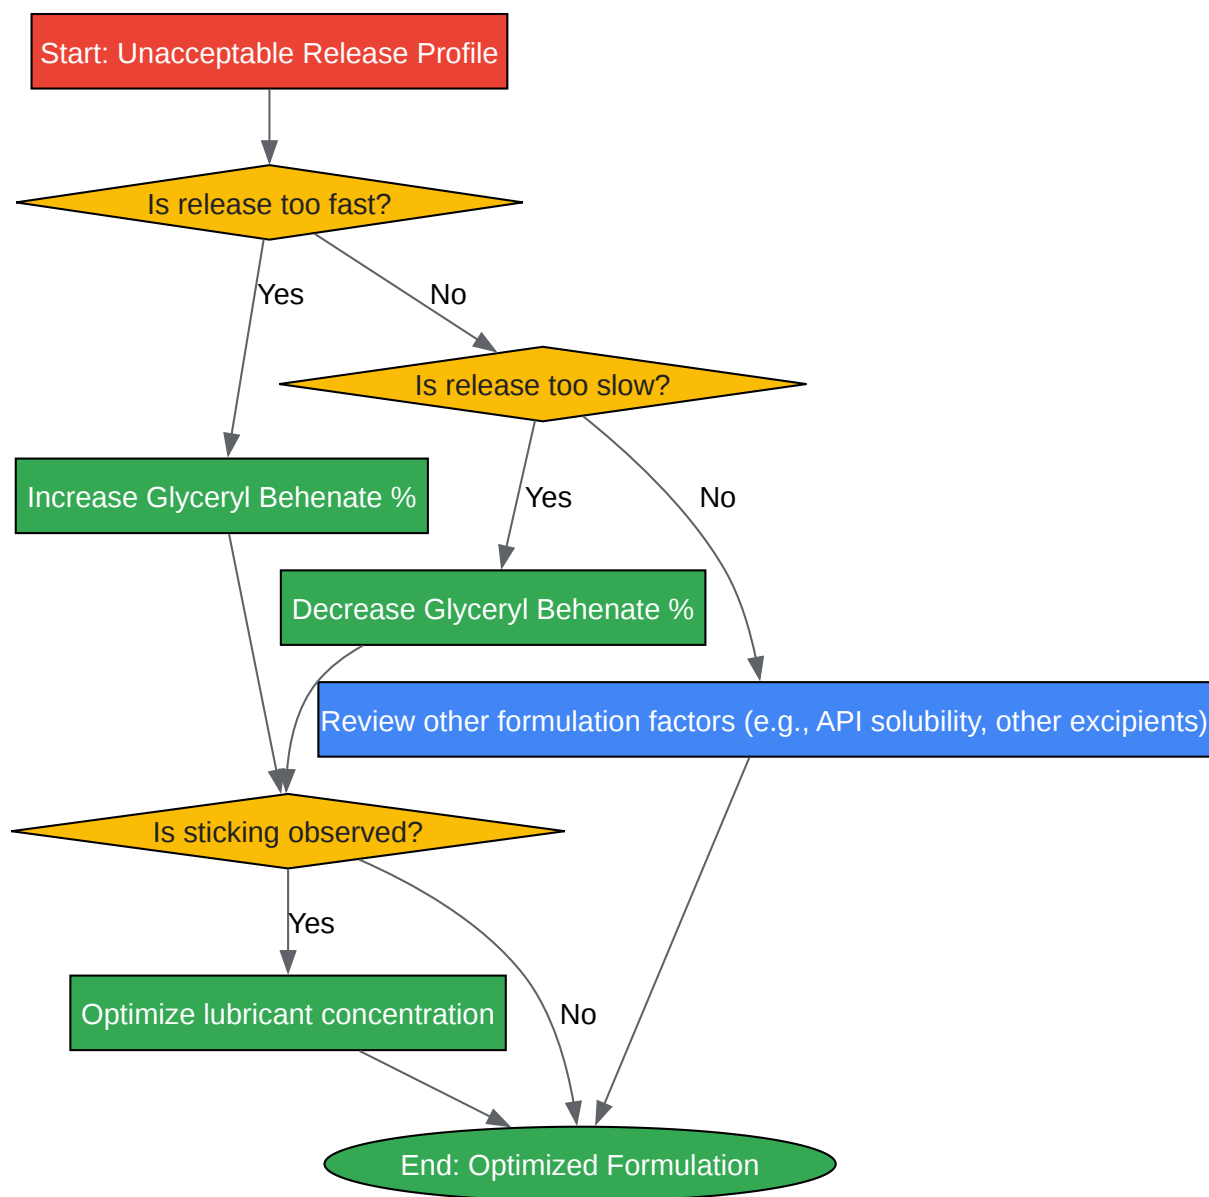 Start: Unacceptable Release Profile
Is release too fast?
Yes
No
Is release too slow?
Increase Glyceryl Behenate %
Yes
No
Decrease Glyceryl Behenate %
Review other formulation factors (e.g., API solubility, other excipients)
Is sticking observed?
Yes
Optimize lubricant concentration
No
End: Optimized Formulation